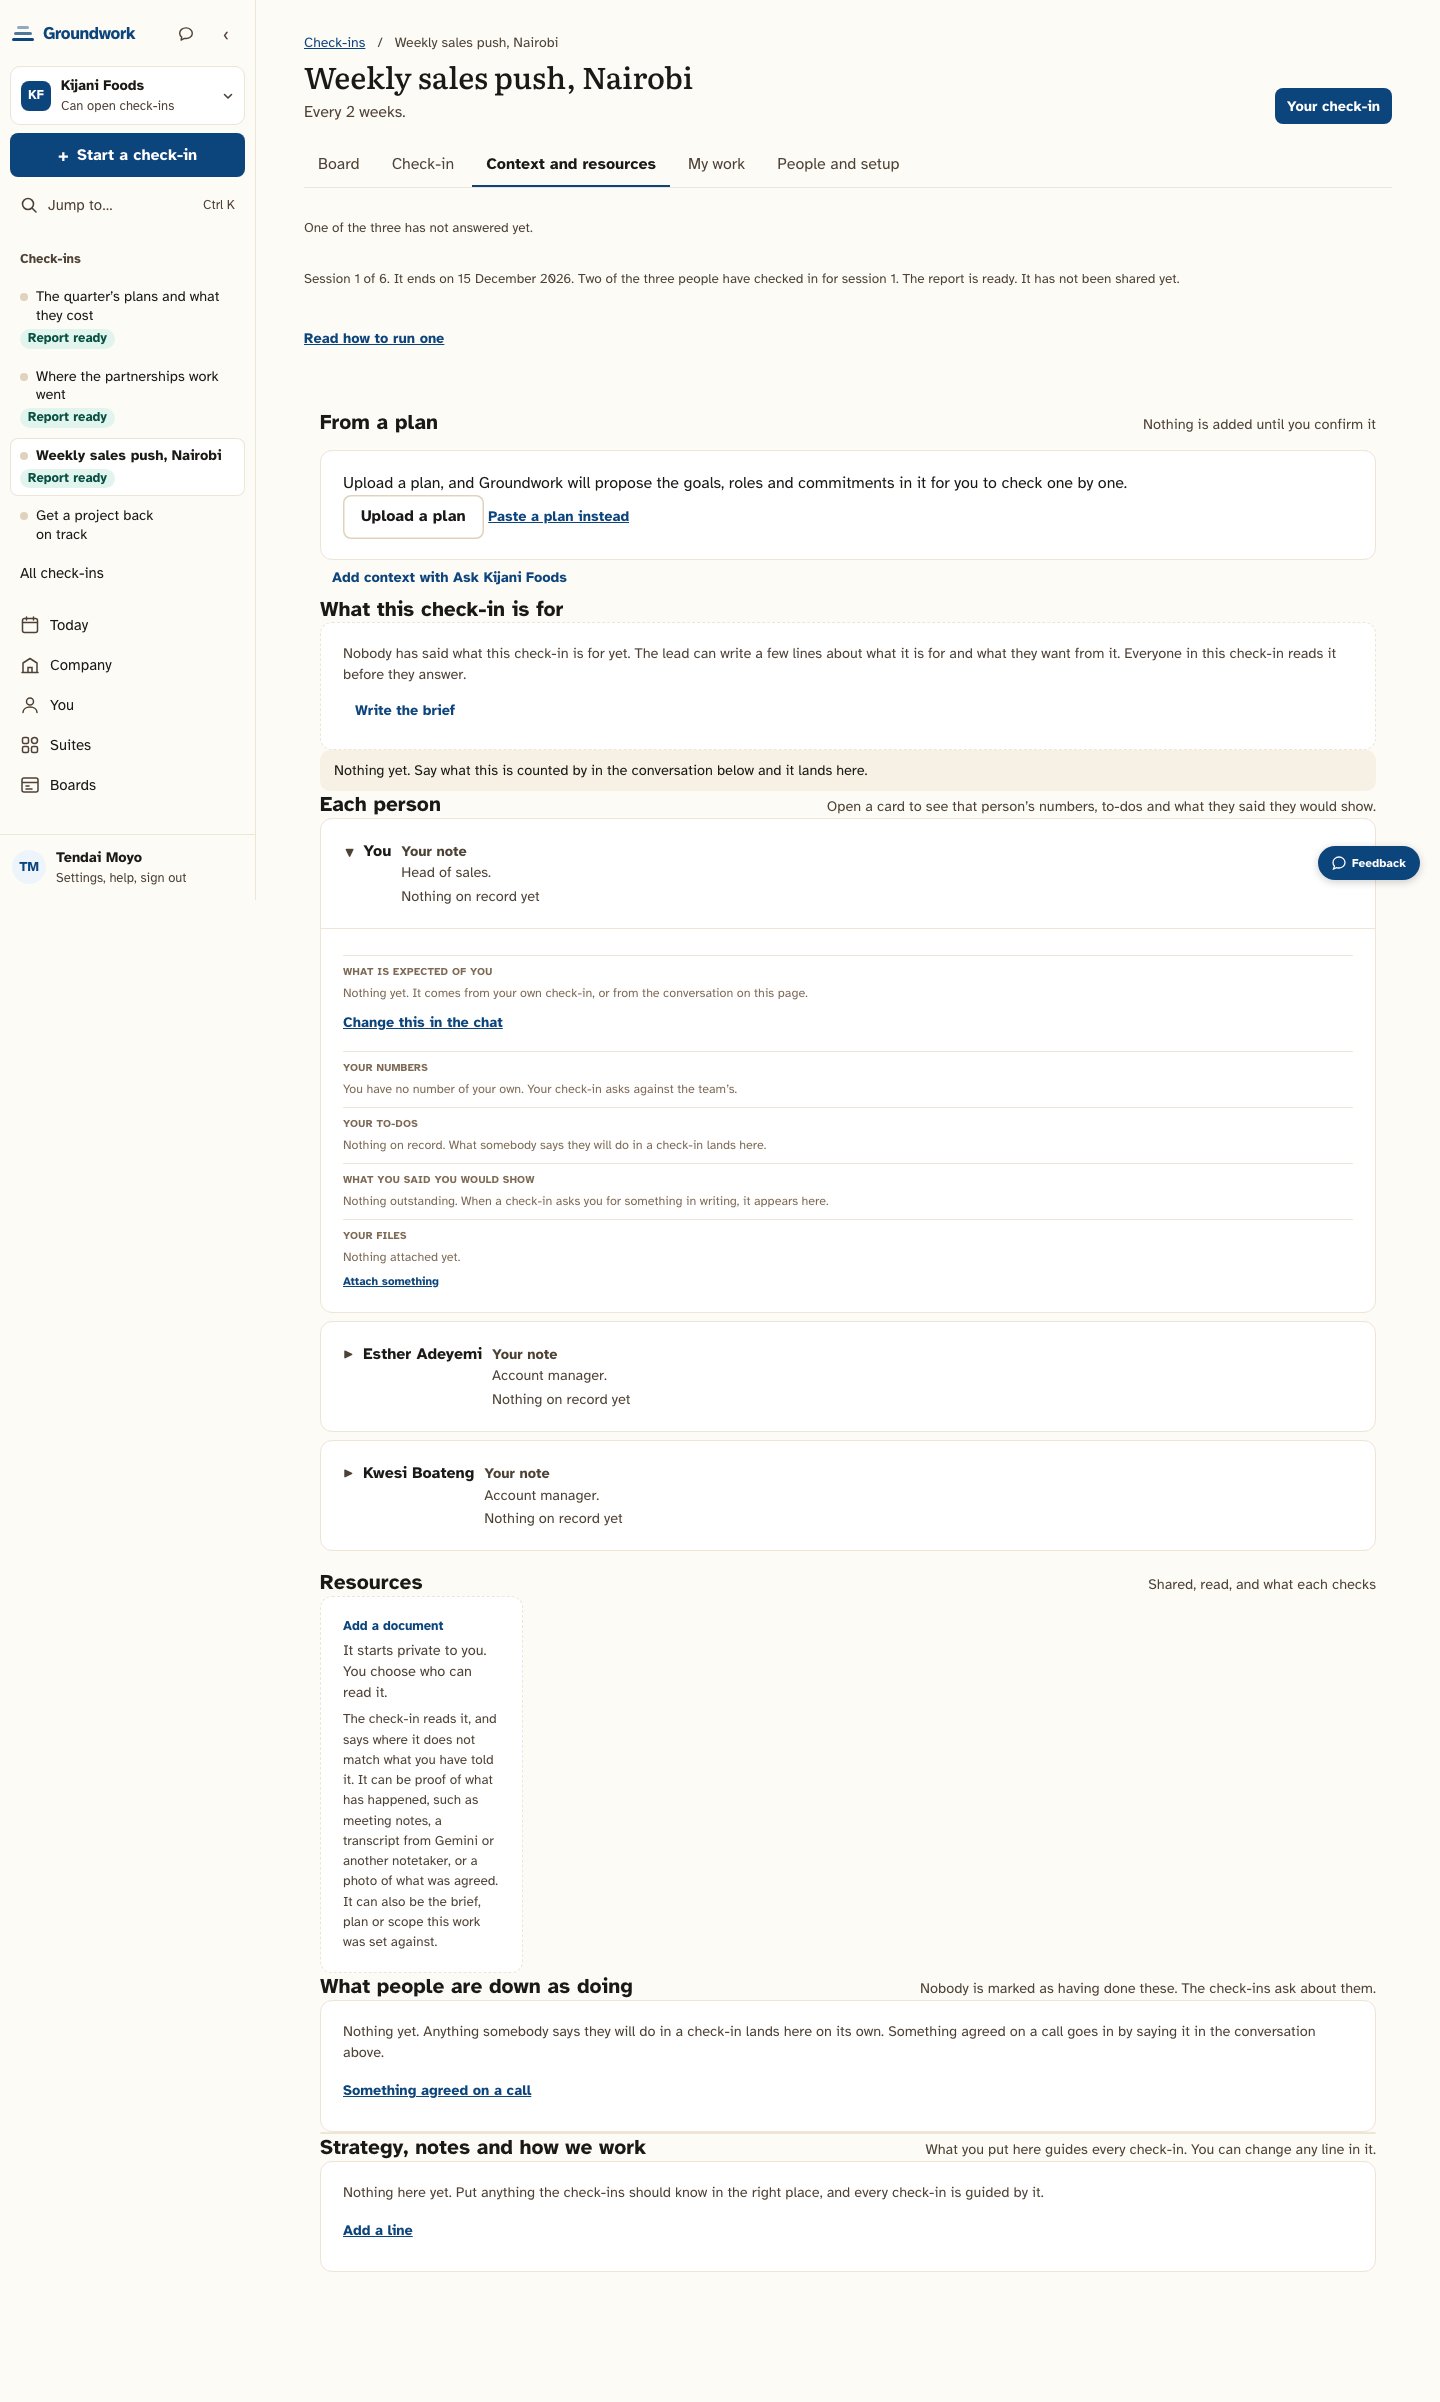 Groundwork
KF
Kijani Foods
Can open check-ins
+ Start a check-in
Jump to...
Ctrl K
Check-ins
The quarter's plans and what
they cost
Report ready
Where the partnerships work
went
Report ready
Weekly sales push, Nairobi
Report ready
Get a project back
on track
All check-ins
Today
Company
You
Suites
Boards
TM
Tendai Moyo
Settings, help, sign out
Check-ins / Weekly sales push, Nairobi
Weekly sales push, Nairobi
Every 2 weeks.
Your check-in
Board
Check-in
Context and resources
My work
People and setup
One of the three has not answered yet.
Session 1 of 6. It ends on 15 December 2026. Two of the three people have checked in for session 1. The report is ready. It has not been shared yet.
Read how to run one
From a plan
Nothing is added until you confirm it
Upload a plan, and Groundwork will propose the goals, roles and commitments in it for you to check one by one.
Upload a plan
Paste a plan instead
Add context with Ask Kijani Foods
What this check-in is for
Nobody has said what this check-in is for yet. The lead can write a few lines about what it is for and what they want from it. Everyone in this check-in reads it
before they answer.
Write the brief
Nothing yet. Say what this is counted by in the conversation below and it lands here.
Each person
Open a card to see that person's numbers, to-dos and what they said they would show.
You
Your note
Head of sales.
Nothing on record yet
Feedback
WHAT IS EXPECTED OF YOU
Nothing yet. It comes from your own check-in, or from the conversation on this page.
Change this in the chat
YOUR NUMBERS
You have no number of your own. Your check-in asks against the team's.
YOUR TO-DOS
Nothing on record. What somebody says they will do in a check-in lands here.
WHAT YOU SAID YOU WOULD SHOW
Nothing outstanding. When a check-in asks you for something in writing, it appears here.
YOUR FILES
Nothing attached yet.
Attach something
Esther Adeyemi
Your note
Account manager.
Nothing on record yet
Kwesi Boateng
Your note
Account manager.
Nothing on record yet
Resources
Shared, read, and what each checks
Add a document
It starts private to you.
You choose who can
read it.
The check-in reads it, and
says where it does not
match what you have told
it. It can be proof of what
has happened, such as
meeting notes, a
transcript from Gemini or
another notetaker, or a
photo of what was agreed.
It can also be the brief,
plan or scope this work
was set against.
What people are down as doing
Nobody is marked as having done these. The check-ins ask about them.
Nothing yet. Anything somebody says they will do in a check-in lands here on its own. Something agreed on a call goes in by saying it in the conversation
above.
Something agreed on a call
Strategy, notes and how we work
What you put here guides every check-in. You can change any line in it.
Nothing here yet. Put anything the check-ins should know in the right place, and every check-in is guided by it.
Add a line